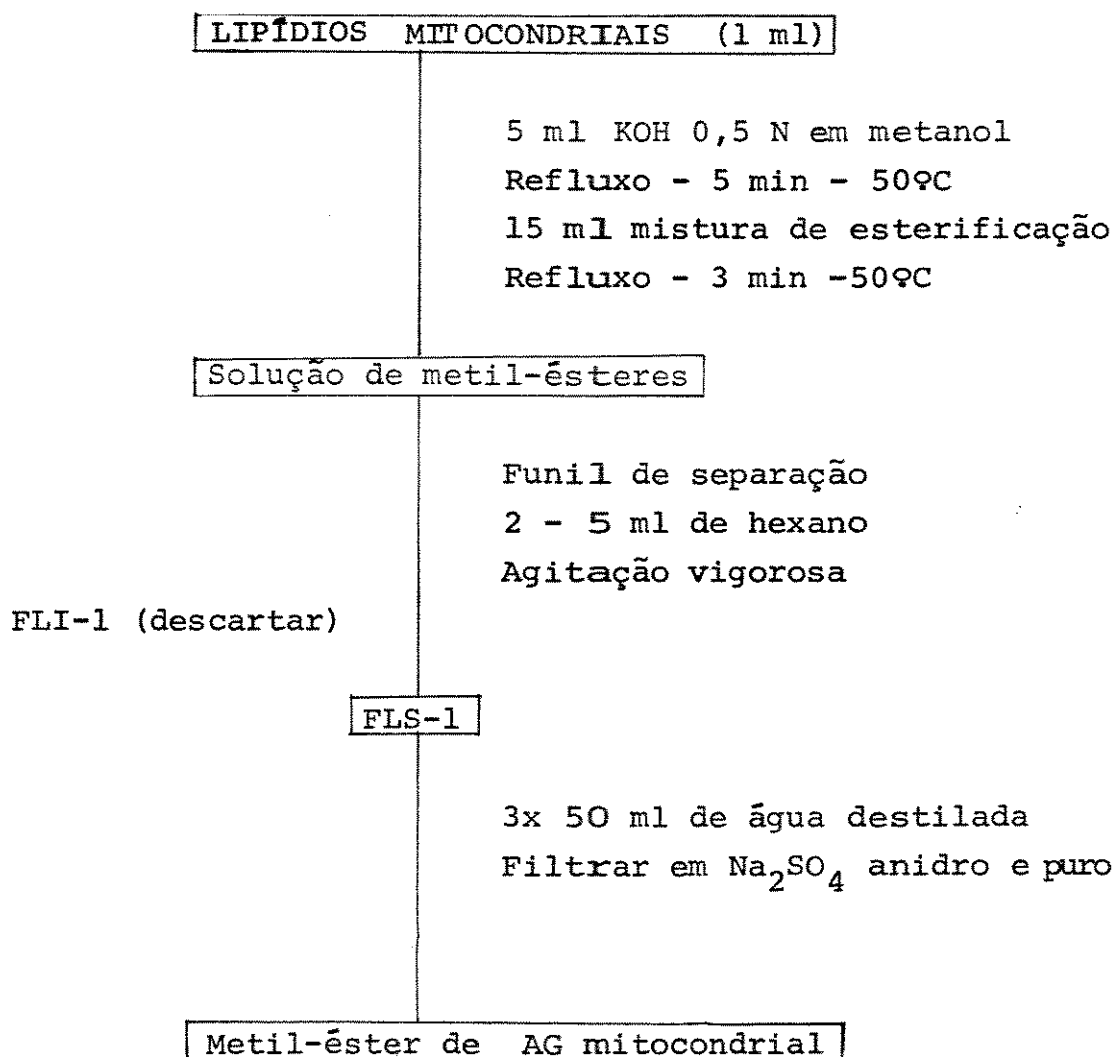 LIPÍDIOS MITOCONDRIAIS (1 ml)
5 ml KOH 0,5 N em metanol
Refluxo - 5 min - 50ºC
15 ml mistura de esterificação
Refluxo - 3 min -50ºC
Solução de metil-ésteres
Funil de separação
2 - 5 ml de hexano
Agitação vigorosa
FLI-1 (descartar)
FLS-1
3x 50 ml de água destilada
Filtrar em Na₂SO₄ anidro e puro
Metil-éster de AG mitocondrial